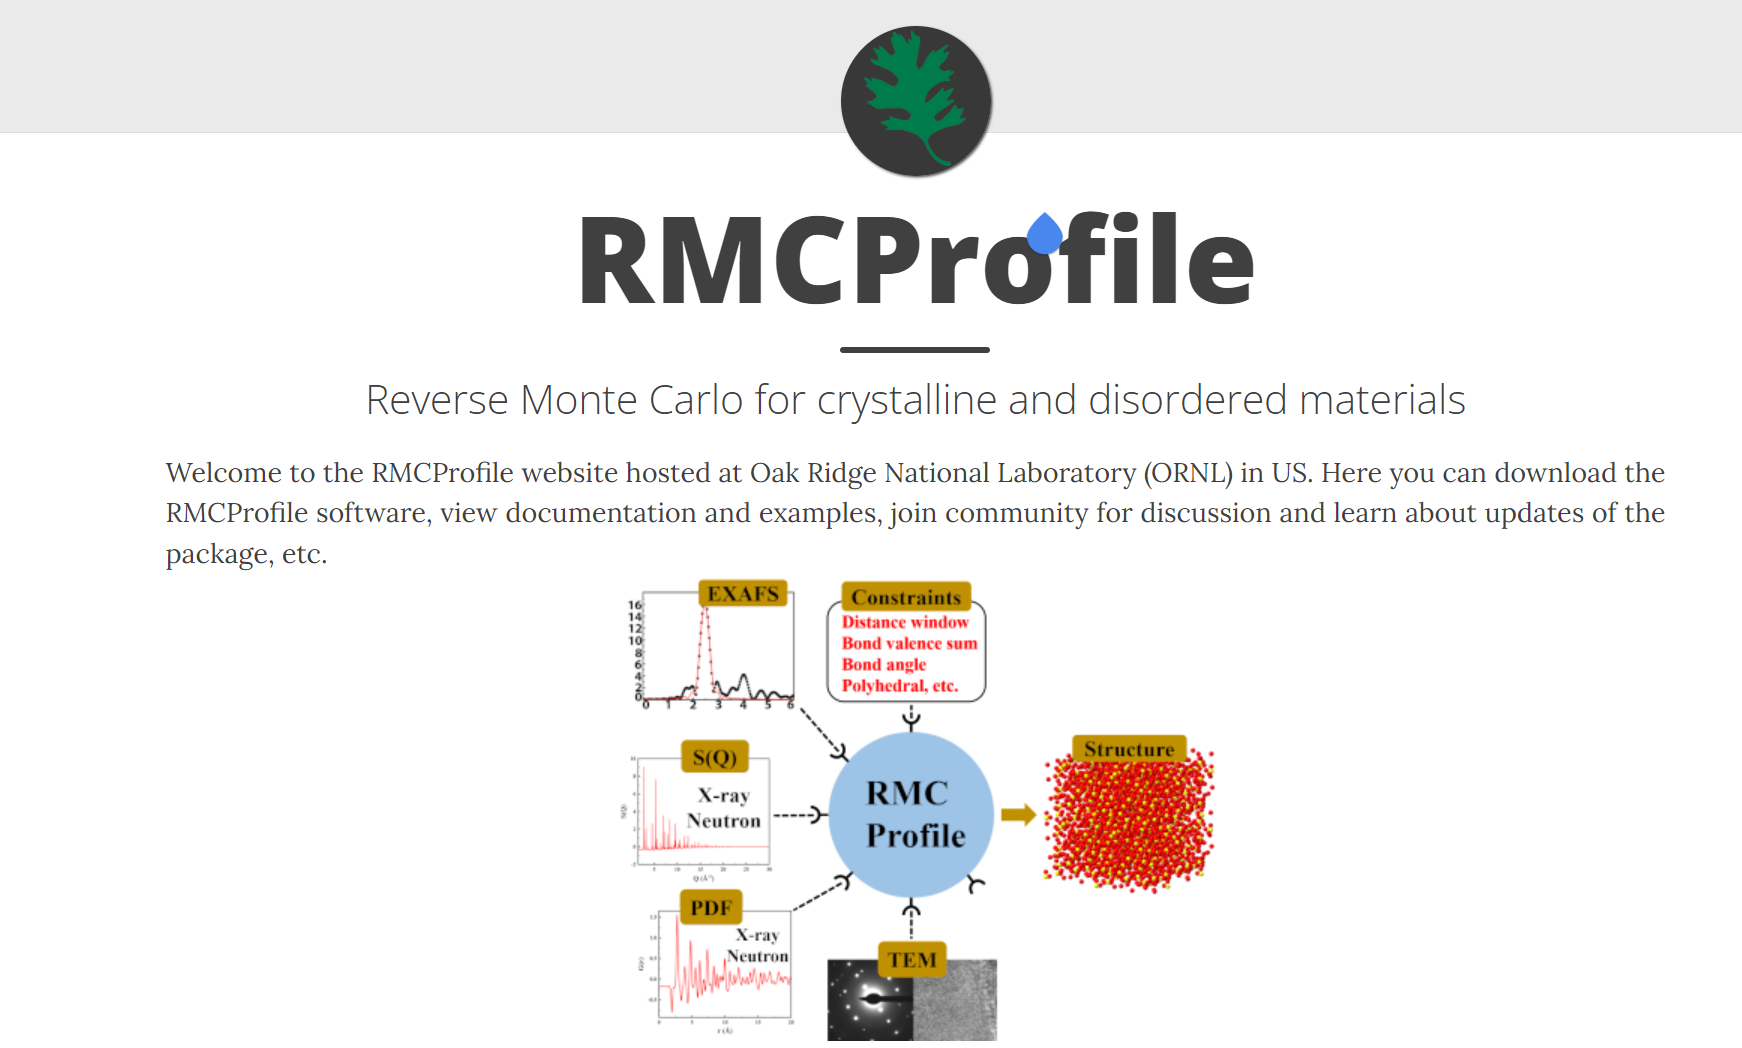 RMCProfile
Reverse Monte Carlo for crystalline and disordered materials
Welcome to the RMCProfile website hosted at Oak Ridge National Laboratory (ORNL) in US. Here you can download the
RMCProfile software, view documentation and examples, join community for discussion and learn about updates of the
package, etc.
EXAFS
16
14
12
10
8
6
4
2
0
0 1 2 3 4 5 6
Constraints
Distance window
Bond valence sum
Bond angle
Polyhedral, etc.
S(Q)
X-ray
Neutron
RMC
Profile
Structure
PDF
X-ray
Neutron
TEM